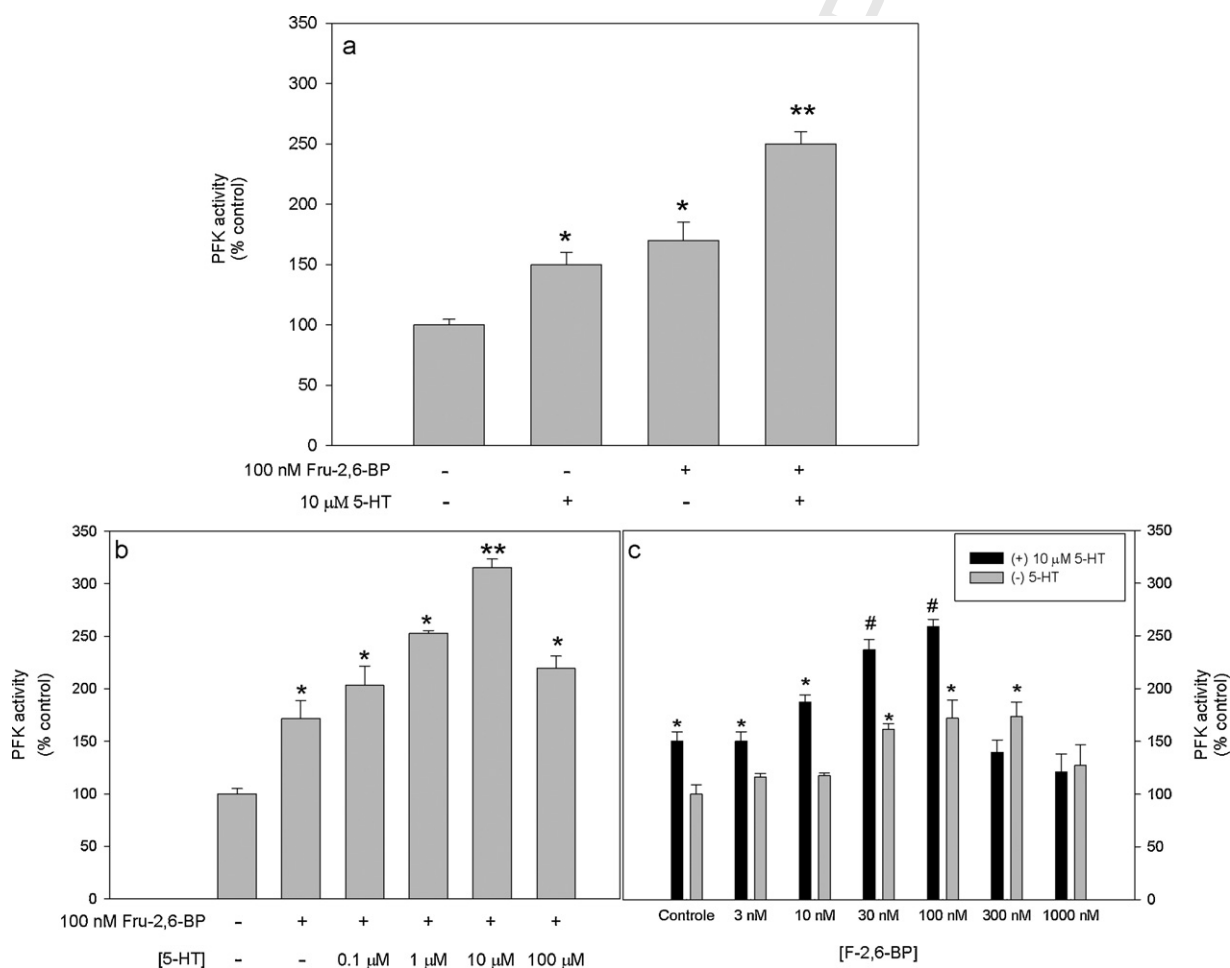 350
a
300
**
250
200
*
*
150
100
50
0
PFK activity
(% control)
100 nM Fru-2,6-BP - - + +
10 µM 5-HT - + - +
350
b
**
300
*
250
*
*
200
*
150
100
50
0
PFK activity
(% control)
100 nM Fru-2,6-BP - + + + + +
[5-HT] - - 0.1 µM 1 µM 10 µM 100 µM
c
(+) 10 µM 5-HT
(-) 5-HT
350
300
# #
250
200
* * * * * *
150
100
50
0
PFK activity
(% control)
Controle 3 nM 10 nM 30 nM 100 nM 300 nM 1000 nM
[F-2,6-BP]